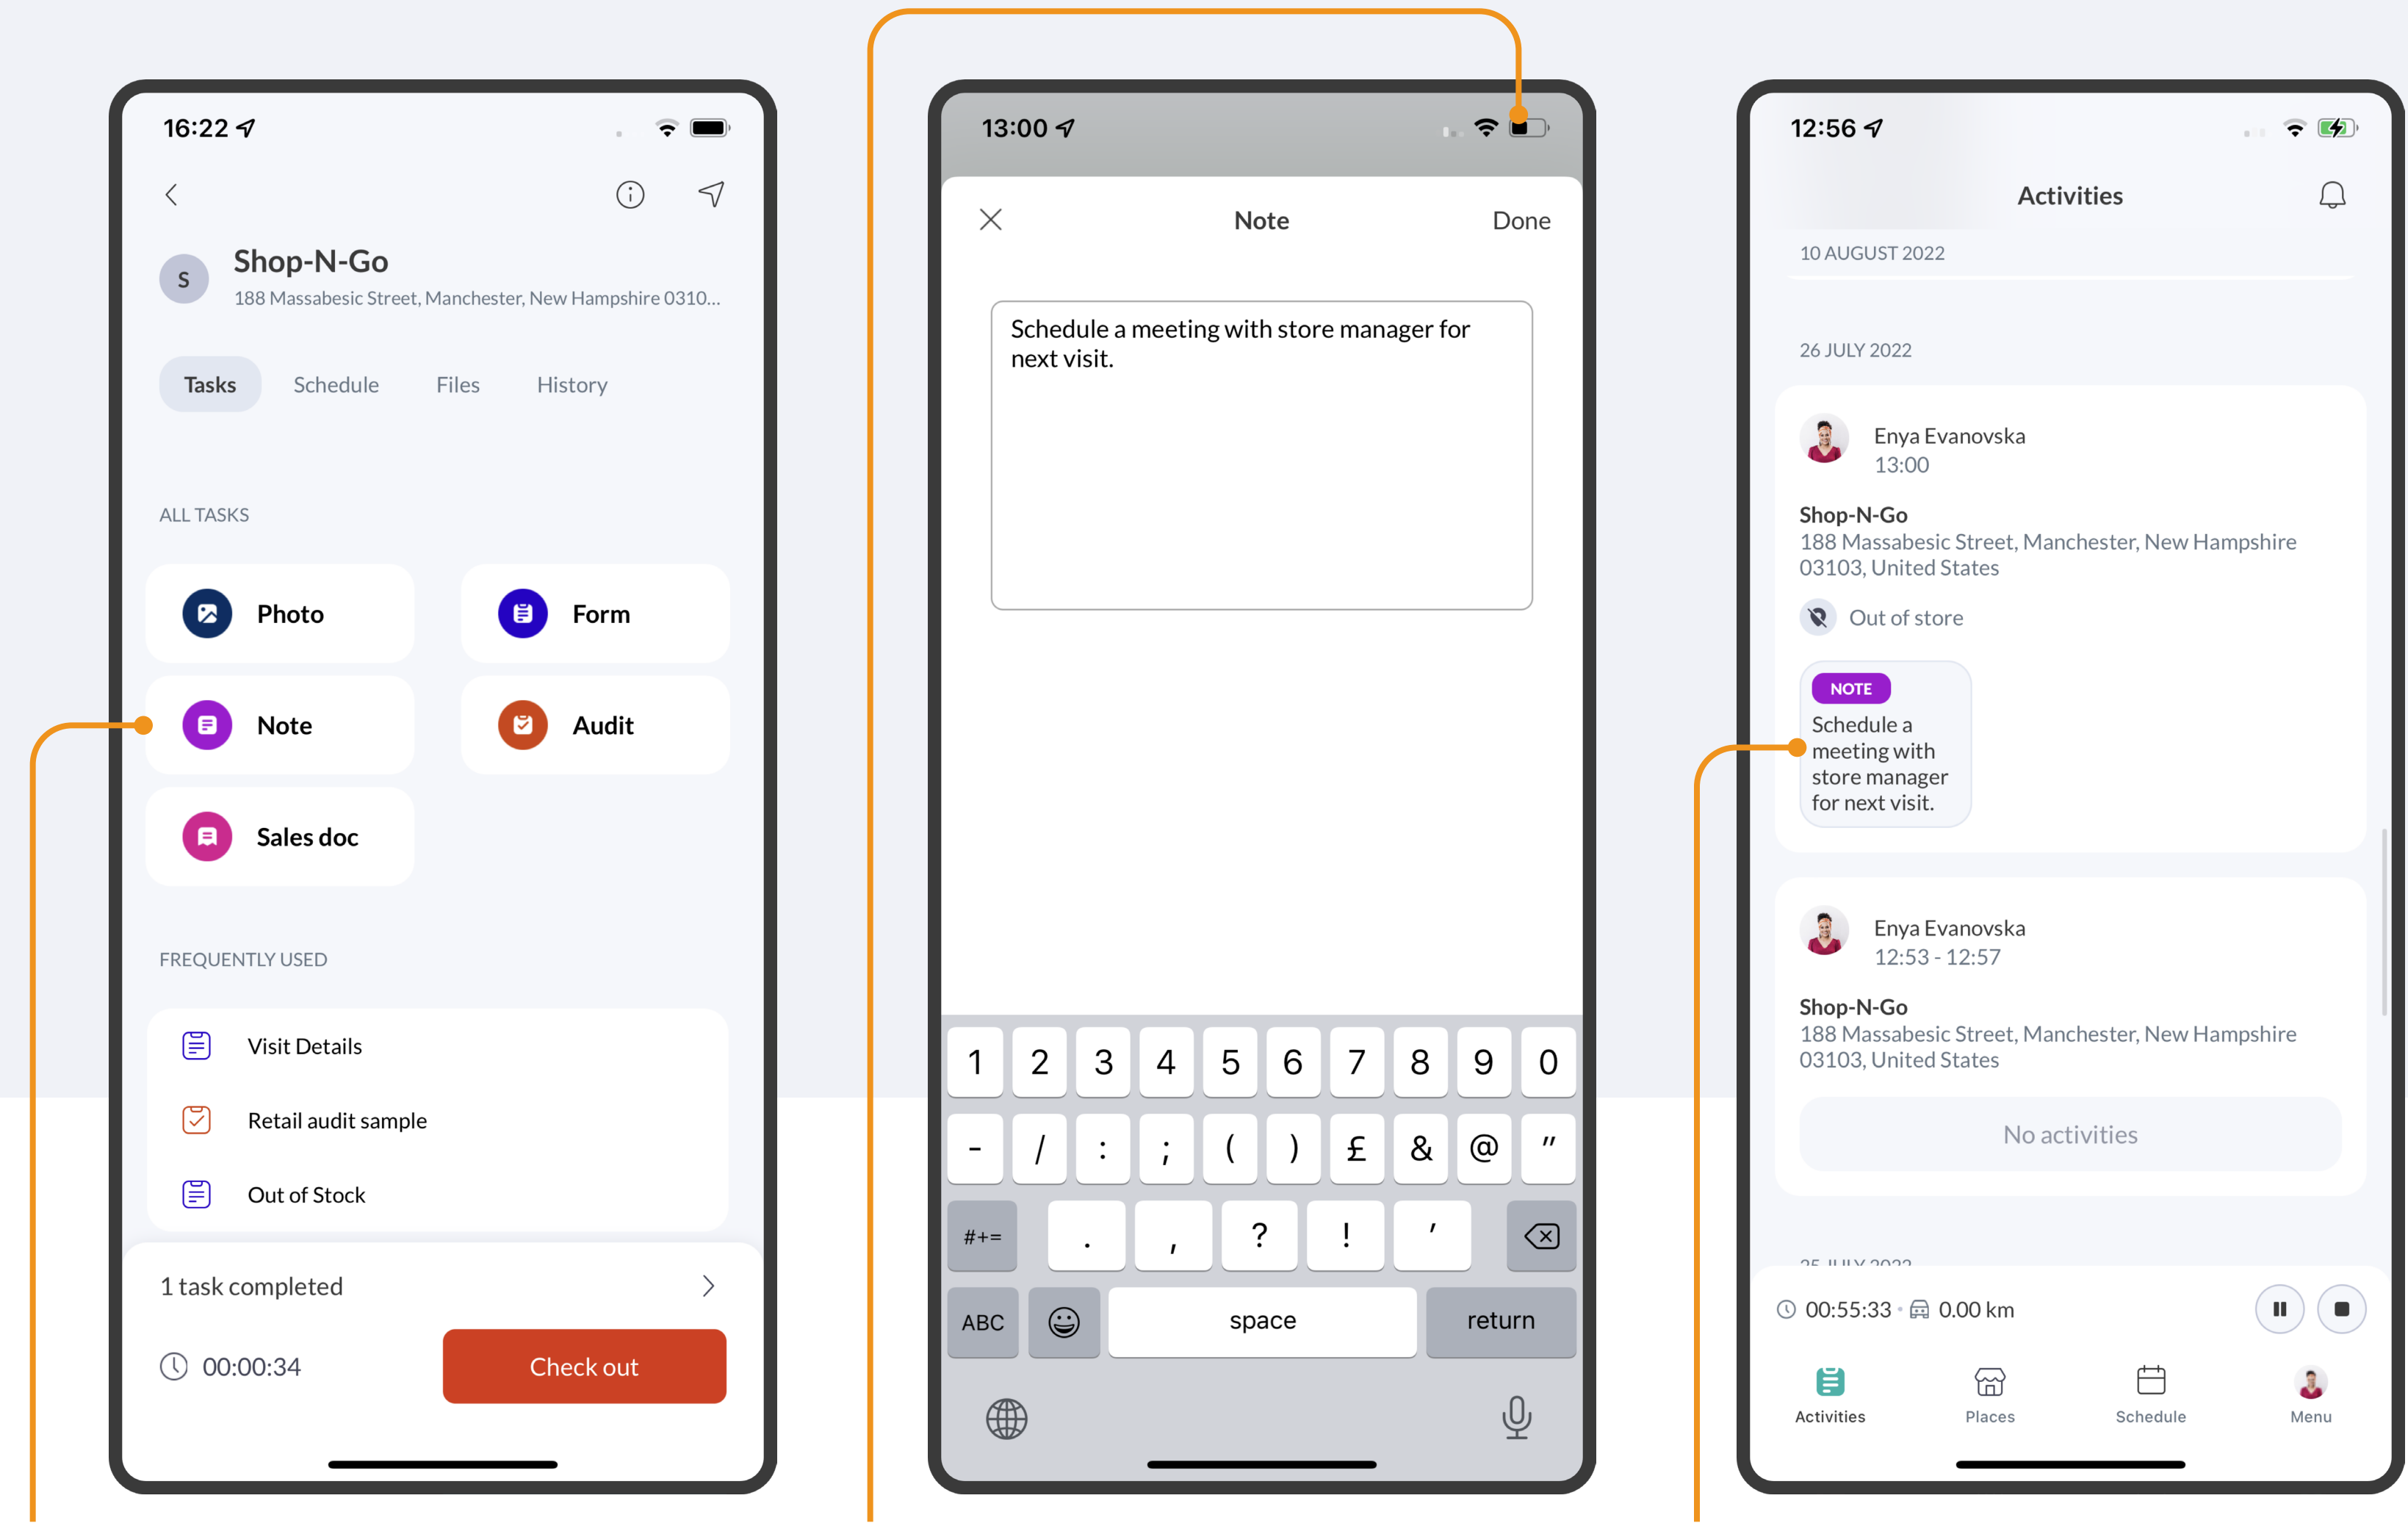 16:22
Shop-N-Go
S
188 Massabesic Street, Manchester, New Hampshire 0310...
Tasks
Schedule
Files
History
ALL TASKS
Photo
Form
Note
Audit
Sales doc
FREQUENTLY USED
Visit Details
Retail audit sample
Out of Stock
1 task completed
00:00:34
Check out
13:00
Note
Done
Schedule a meeting with store manager for
next visit.
1 2 3 4 5 6 7 8 9 0
- / : ; ( ) £ & @ "
#+= . , ? ! '
ABC
space
return
12:56
Activities
10 AUGUST 2022
26 JULY 2022
Enya Evanovska
13:00
Shop-N-Go
188 Massabesic Street, Manchester, New Hampshire
03103, United States
Out of store
NOTE
Schedule a
meeting with
store manager
for next visit.
Enya Evanovska
12:53 - 12:57
Shop-N-Go
188 Massabesic Street, Manchester, New Hampshire
03103, United States
No activities
25 JULY 2022
00:55:33 • 0.00 km
Activities
Places
Schedule
Menu